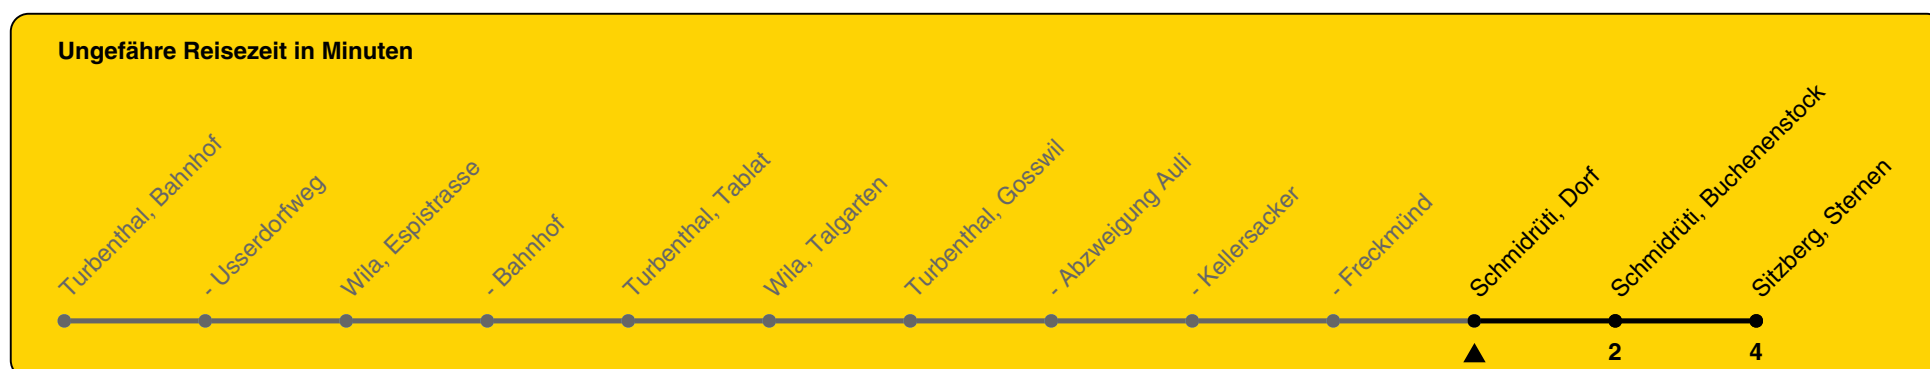 Ungefähre Reisezeit in Minuten
Turbenthal, Bahnhof
- Usserdorfweg
Wila, Espistrasse
- Bahnhof
Turbenthal, Tablat
Wila, Talgarten
Turbenthal, Gosswil
- Abzweigung Auli
- Kellersacker
- Freckmünd
Schmidrüti, Dorf
Schmidrüti, Buchenenstock
Sitzberg, Sternen
2
4